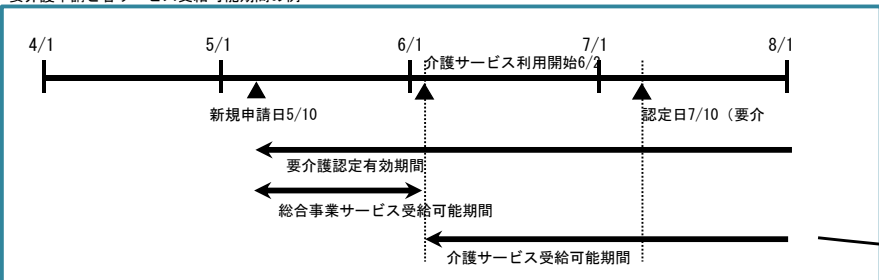 要介護申請と各サービス受給可能期間の例
4/1 5/1 6/1 7/1 8/1
介護サービス利用開始6/2
新規申請日5/10
認定日7/10（要介
要介護認定有効期間
総合事業サービス受給可能期間
介護サービス受給可能期間